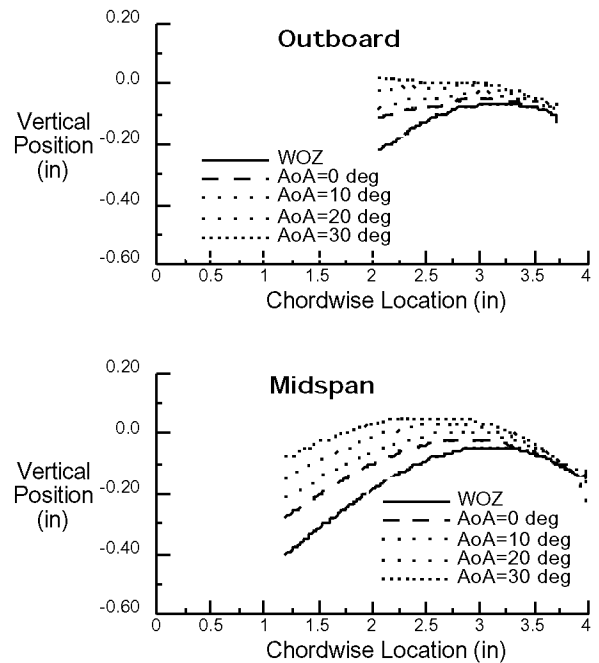 0.20
Outboard
0.0
Vertical
Position
(in)
-0.20
WOZ
AoA=0 deg
AoA=10 deg
-0.40
AoA=20 deg
AoA=30 deg
-0.60
0 0.5 1 1.5 2 2.5 3 3.5 4
Chordwise Location (in)
0.20
Midspan
0.0
Vertical
Position
(in)
-0.20
WOZ
AoA=0 deg
AoA=10 deg
-0.40
AoA=20 deg
AoA=30 deg
-0.60
0 0.5 1 1.5 2 2.5 3 3.5 4
Chordwise Location (in)